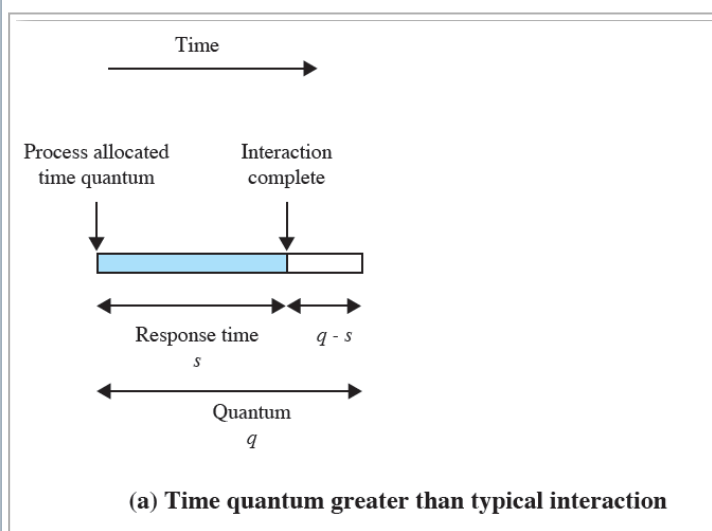 Time
Process allocated
time quantum
Interaction
complete
Response time
s
q - s
Quantum
q
(a) Time quantum greater than typical interaction